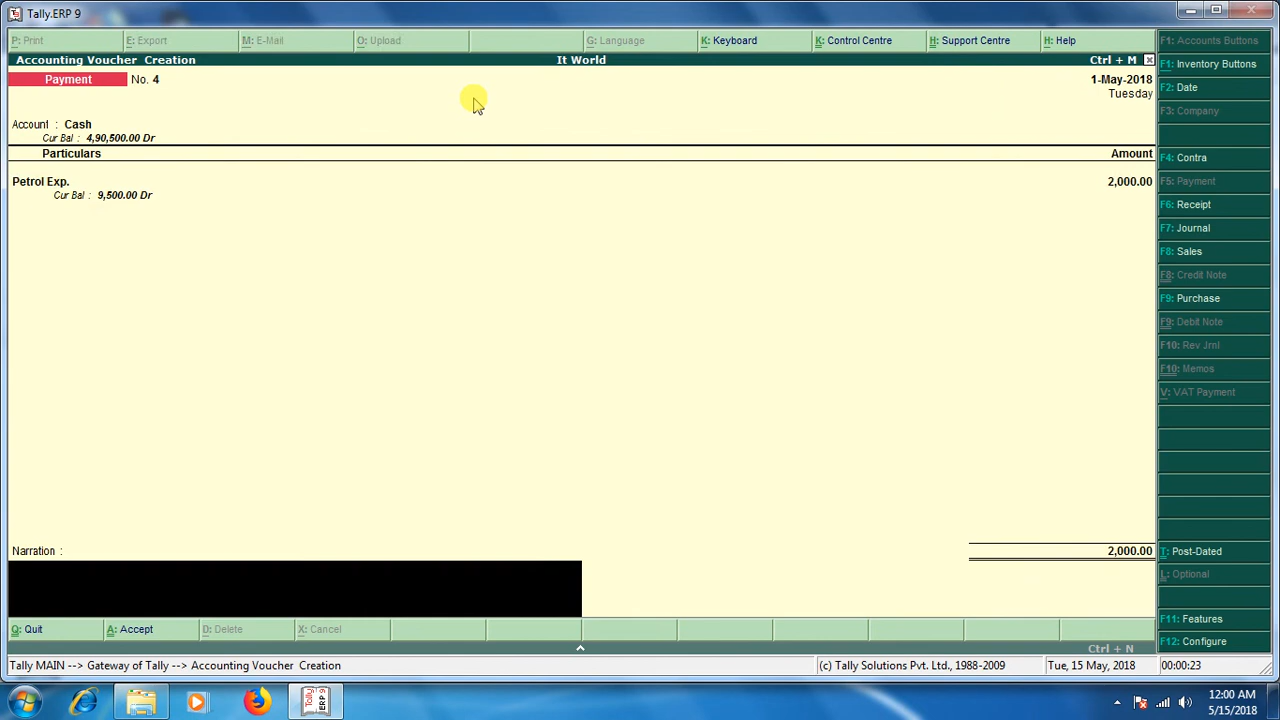 Tally.ERP 9
P: Print E: Export M: E-Mail O: Upload G: Language K: Keyboard K: Control Centre H: Support Centre H: Help
F1: Accounts Buttons
Accounting Voucher Creation It World Ctrl + M
F1: Inventory Buttons
Payment No. 4 1-May-2018
F2: Date
Tuesday
F3: Company
Account : Cash
Cur Bal : 4,90,500.00 Dr
Particulars Amount
F4: Contra
Petrol Exp. 2,000.00
F5: Payment
Cur Bal : 9,500.00 Dr
F6: Receipt
F7: Journal
F8: Sales
F8: Credit Note
F9: Purchase
F9: Debit Note
F10: Rev Jrnl
F10: Memos
V: VAT Payment
Narration : 2,000.00
T: Post-Dated
L: Optional
F11: Features
Q: Quit A: Accept D: Delete X: Cancel
F12: Configure
Ctrl + N
Tally MAIN --> Gateway of Tally --> Accounting Voucher Creation (c) Tally Solutions Pvt. Ltd., 1988-2009 Tue, 15 May, 2018 00:00:23
Tally
ERP 9
12:00 AM
5/15/2018